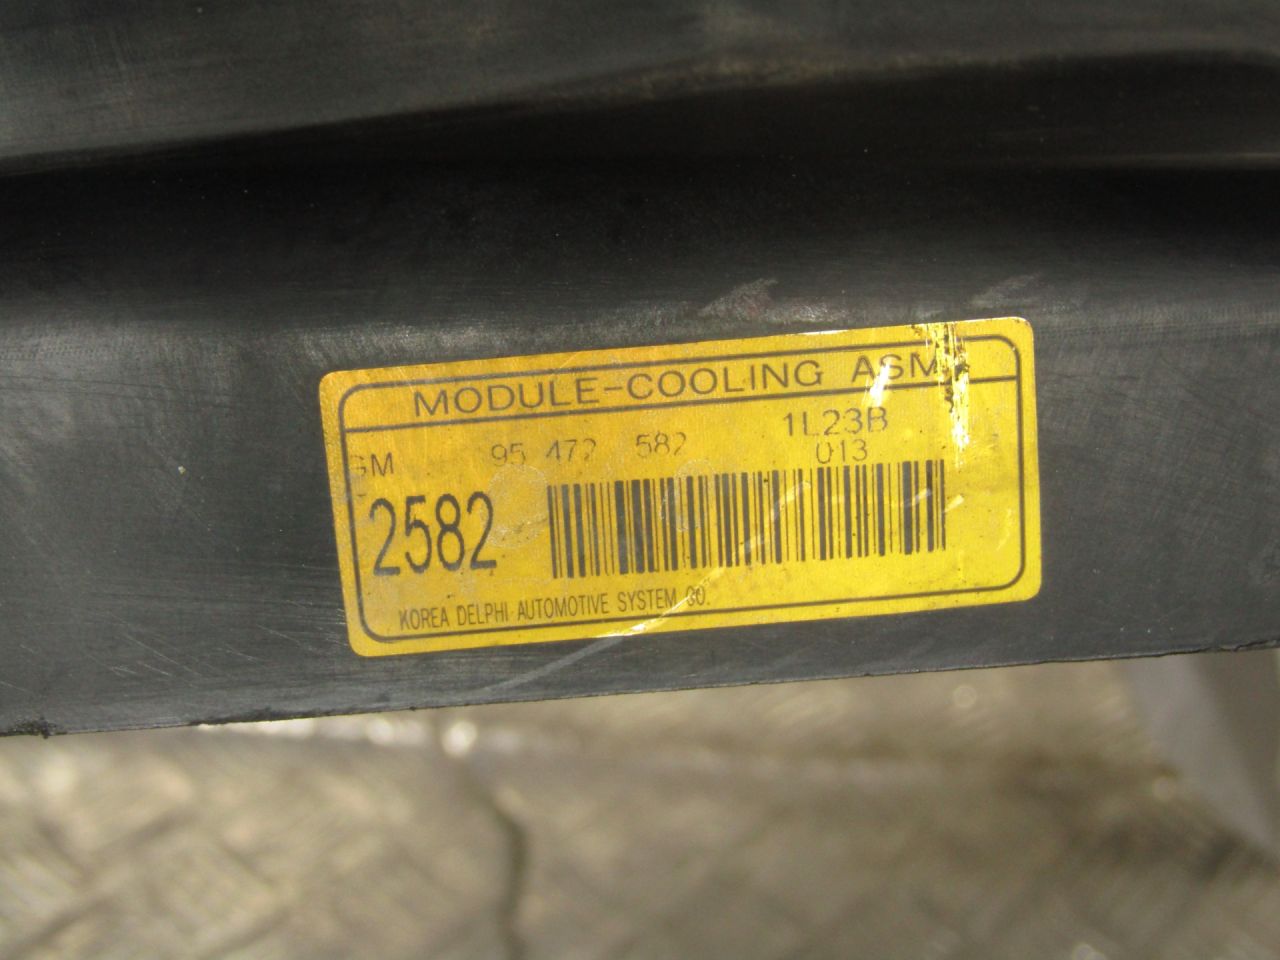 MODULE-COOLING ASM
GM 95 472 582 1L23B
013
2582
KOREA DELPHI AUTOMOTIVE SYSTEM CO.